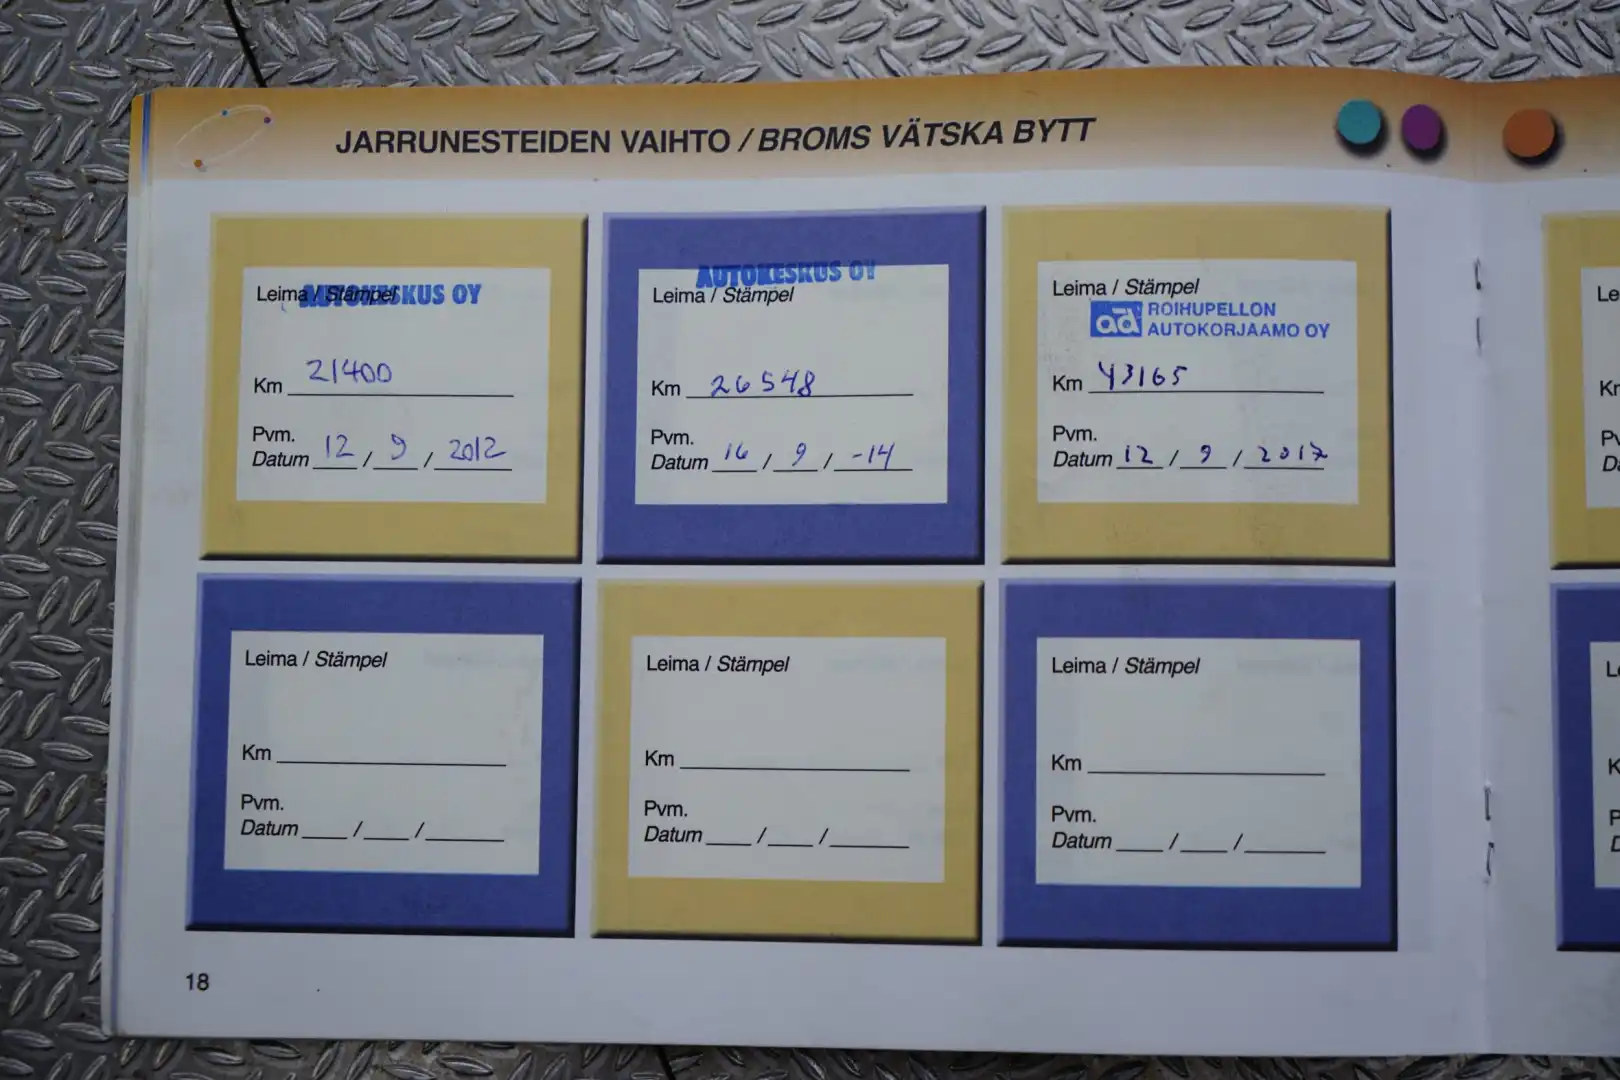 JARRUNESTEIDEN VAIHTO / BROMS VÄTSKA BYTT
AUTOKESKUS OY
Leima / Stämpel
Km 21400
Pvm.
Datum 12 / 9 / 2012
AUTOKESKUS OY
Leima / Stämpel
Km 26548
Pvm.
Datum 16 / 9 / -14
Leima / Stämpel
ad ROIHUPELLON
AUTOKORJAAMO OY
Km 43165
Pvm.
Datum 12 / 9 / 2017
Leima / Stämpel
Km
Pvm.
Datum / /
Leima / Stämpel
Km
Pvm.
Datum / /
Leima / Stämpel
Km
Pvm.
Datum / /
18